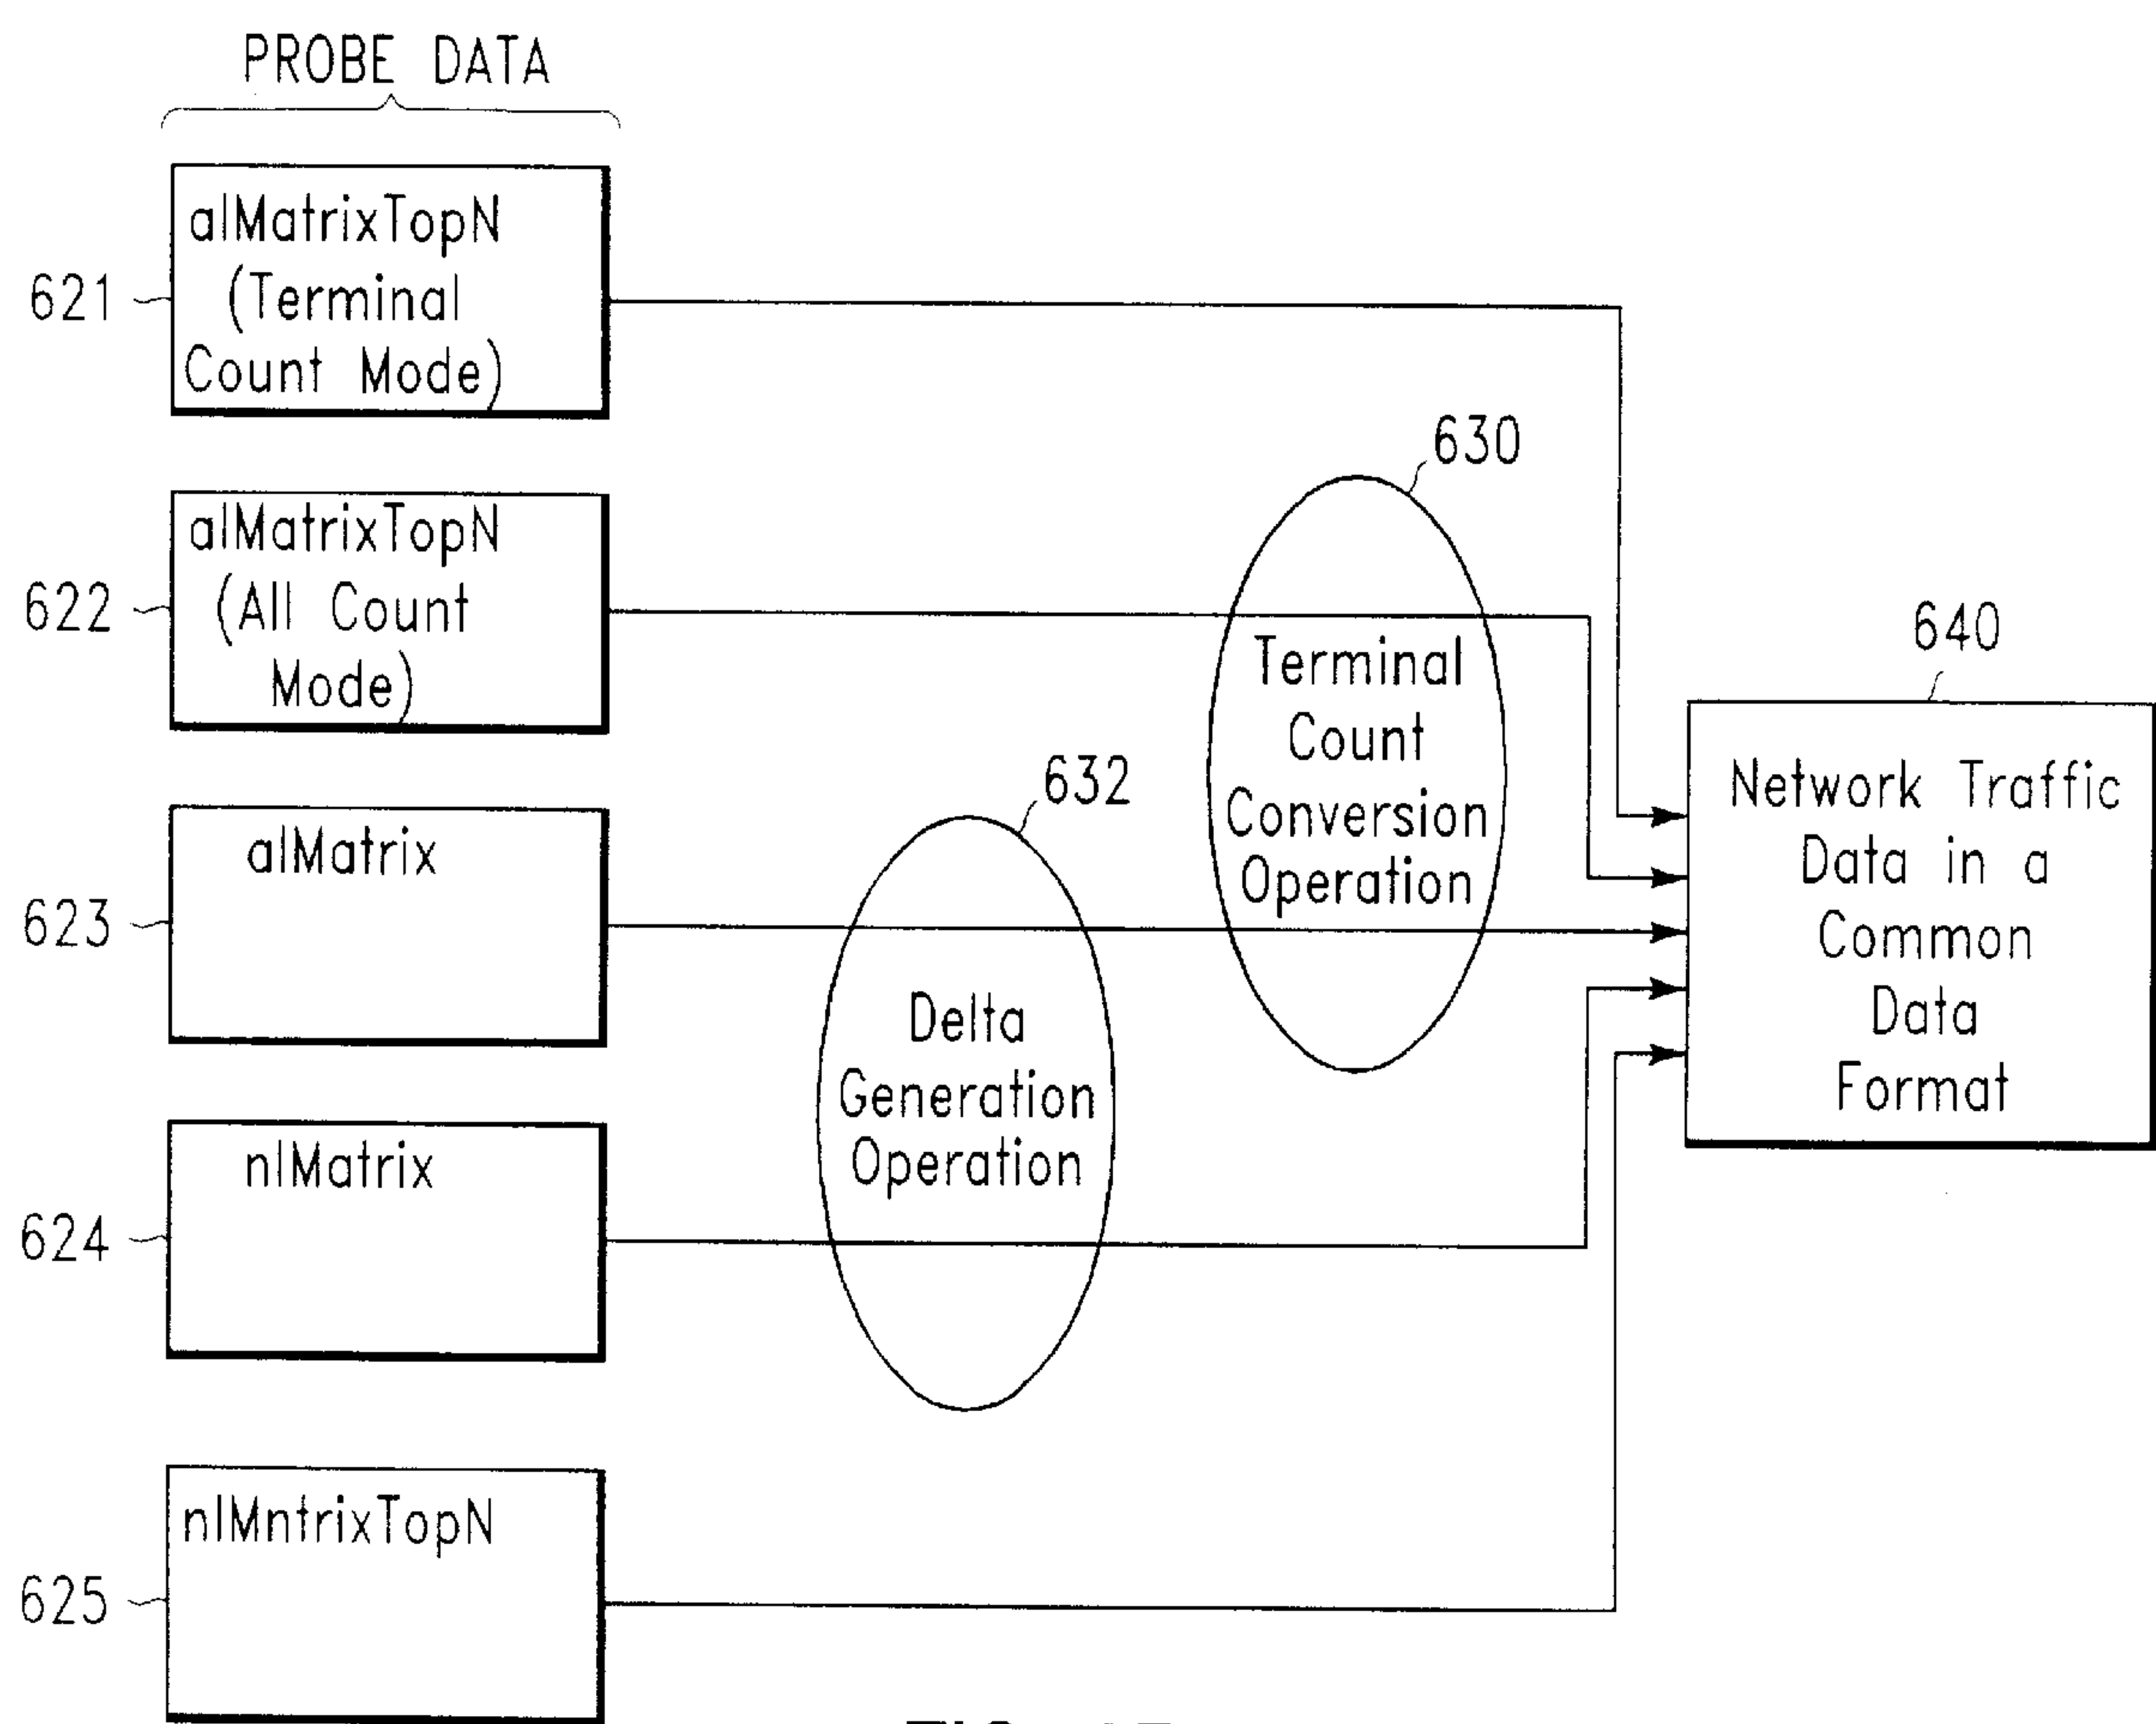 PROBE DATA
621
alMatrixTopN
(Terminal
Count Mode)
622
alMatrixTopN
(All Count
Mode)
623
alMatrix
624
nlMatrix
625
nlMntrixTopN
632
Delta
Generation
Operation
630
Terminal
Count
Conversion
Operation
640
Network Traffic
Data in a
Common
Data
Format